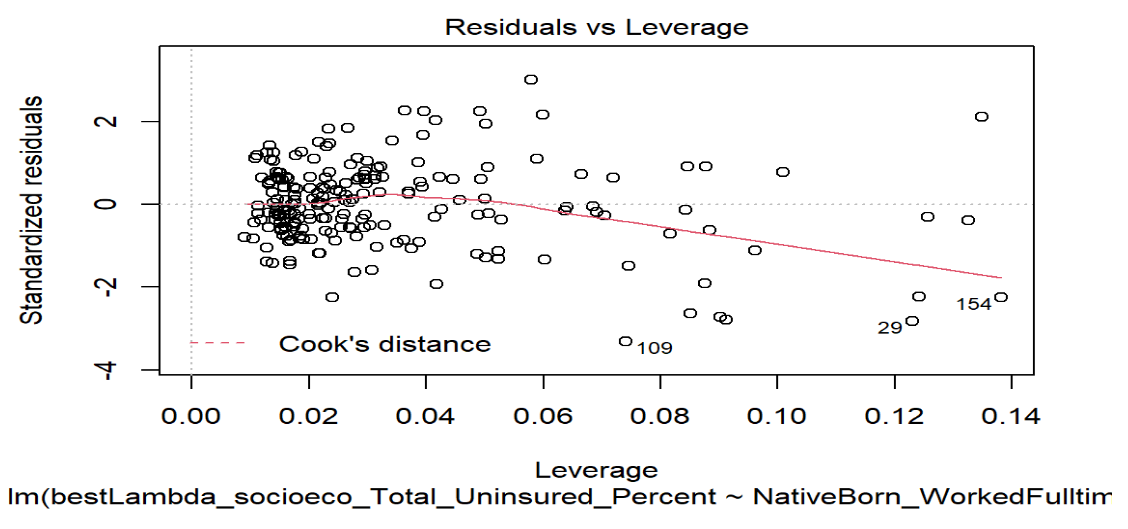 Residuals vs Leverage
Standardized residuals
2
0
-2
-4
154
29
109
Cook's distance
0.00 0.02 0.04 0.06 0.08 0.10 0.12 0.14
Leverage
lm(bestLambda_socioeco_Total_Uninsured_Percent ~ NativeBorn_WorkedFulltim